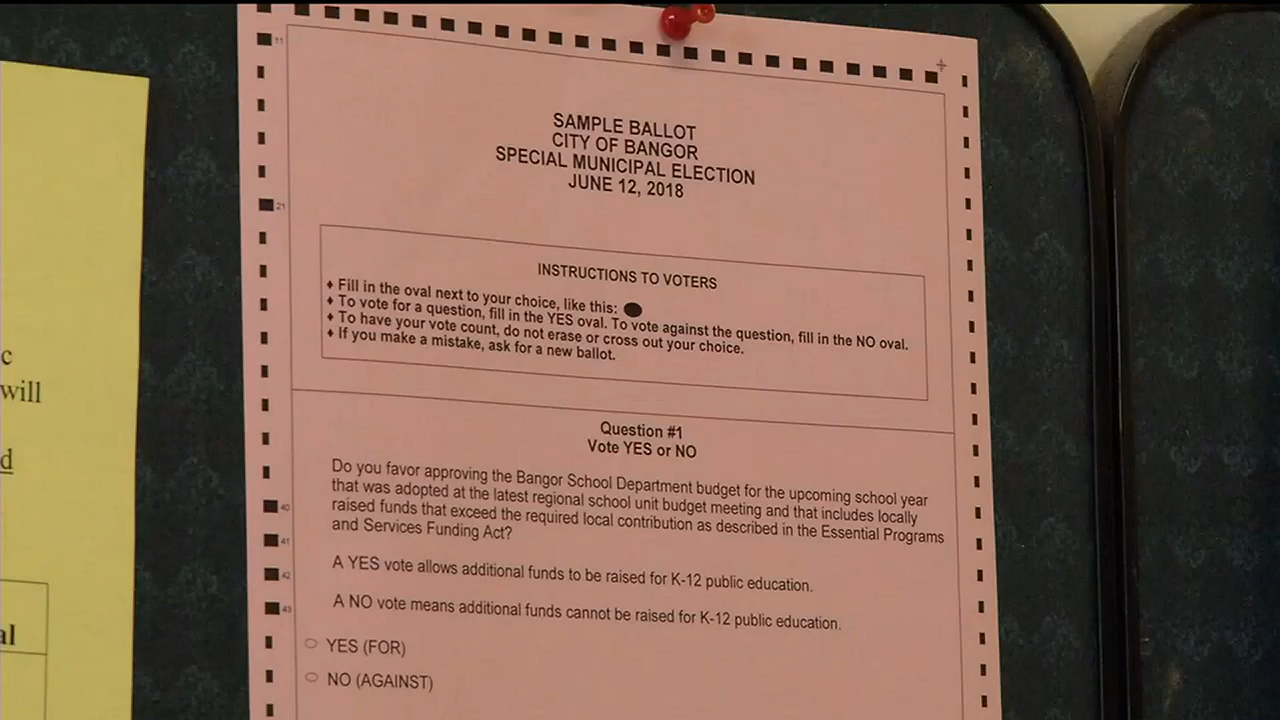 c
will
d
al
11
21
40
41
42
43
SAMPLE BALLOT
CITY OF BANGOR
SPECIAL MUNICIPAL ELECTION
JUNE 12, 2018
INSTRUCTIONS TO VOTERS
♦ Fill in the oval next to your choice, like this:
♦ To vote for a question, fill in the YES oval. To vote against the question, fill in the NO oval.
♦ To have your vote count, do not erase or cross out your choice.
♦ If you make a mistake, ask for a new ballot.
Question #1
Vote YES or NO
Do you favor approving the Bangor School Department budget for the upcoming school year
that was adopted at the latest regional school unit budget meeting and that includes locally
raised funds that exceed the required local contribution as described in the Essential Programs
and Services Funding Act?
A YES vote allows additional funds to be raised for K-12 public education.
A NO vote means additional funds cannot be raised for K-12 public education.
YES (FOR)
NO (AGAINST)